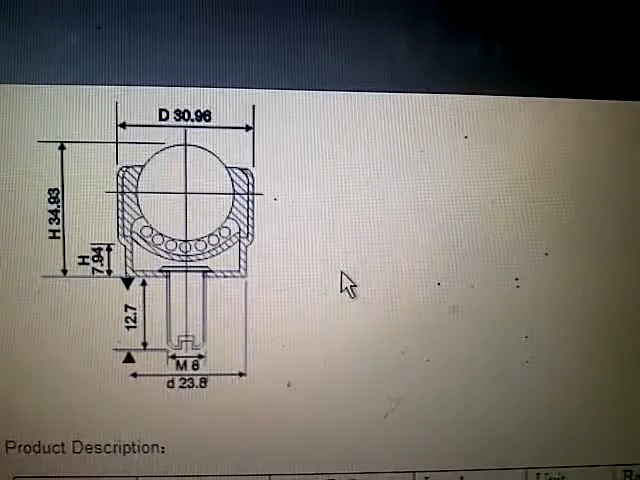 D 30.96
H 34.93
H
7.94
12.7
M 8
d 23.8
Product Description: